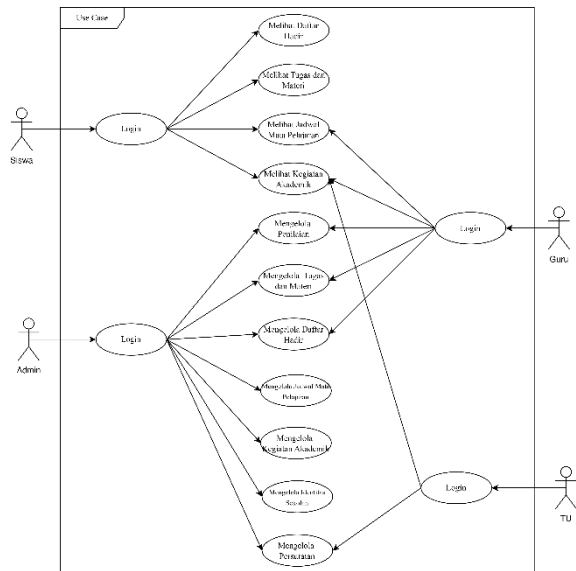 Use Case
Melihat Daftar
Hadir
Melihat Tugas dan
Materi
Login
Siswa
Melihat Jadwal
Mata Pelajaran
Melihat Kegiatan
Akademik
Mengelola
Penilaian
Login
Guru
Mengelola Tugas
dan Materi
Login
Admin
Mengelola Daftar
Hadir
Mengelola Jadwal Mata
Pelajaran
Mengelola
Kegiatan Akademik
Mengelola
Login
TU
Mengelola
Persuratan